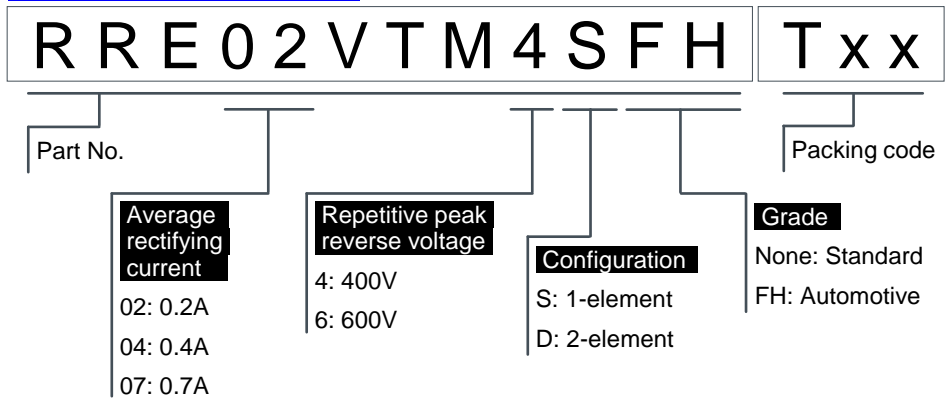 RRE02VTM4SFH Txx
Part No.
Packing code
Average
rectifying
current
02: 0.2A
04: 0.4A
07: 0.7A
Repetitive peak
reverse voltage
4: 400V
6: 600V
Configuration
S: 1-element
D: 2-element
Grade
None: Standard
FH: Automotive